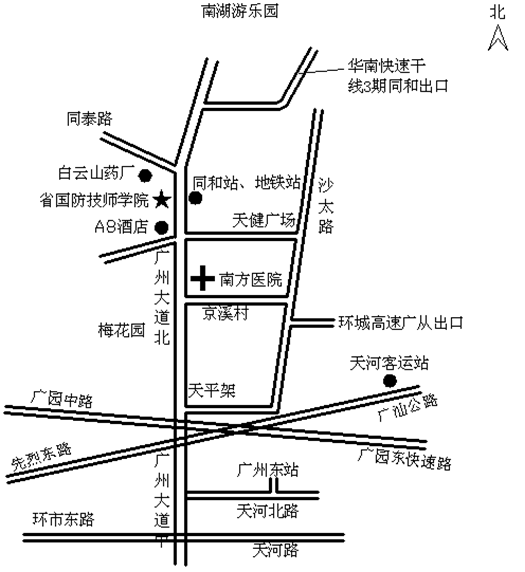 南湖游乐园
北
华南快速干
线3期同和出口
同泰路
白云山药厂
同和站、地铁站
省国防技师学院
沙太路
A8酒店
天健广场
广州大道北
南方医院
京溪村
梅花园
环城高速广从出口
天河客运站
天平架
广园中路
广汕公路
先烈东路
广园东快速路
广州大道中
广州东站
天河北路
环市东路
天河路